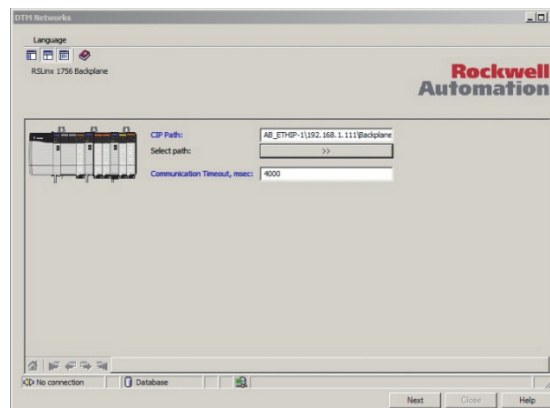 DTM Networks
Language
RSLinx 1756 Backplane
Rockwell
Automation
CIP Path: AB_ETHIP-1\192.168.1.111\Backplane
Select path: >>
Communication Timeout, msec: 4000
No connection Database
Next Close Help